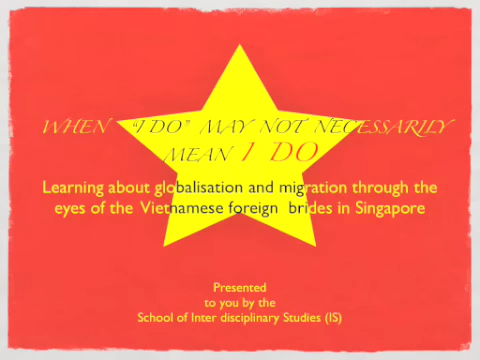 WHEN “I DO” MAY NOT NECESSARILY
MEAN I DO
Learning about globalisation and migration through the
eyes of the Vietnamese foreign brides in Singapore
Presented
to you by the
School of Inter disciplinary Studies (IS)